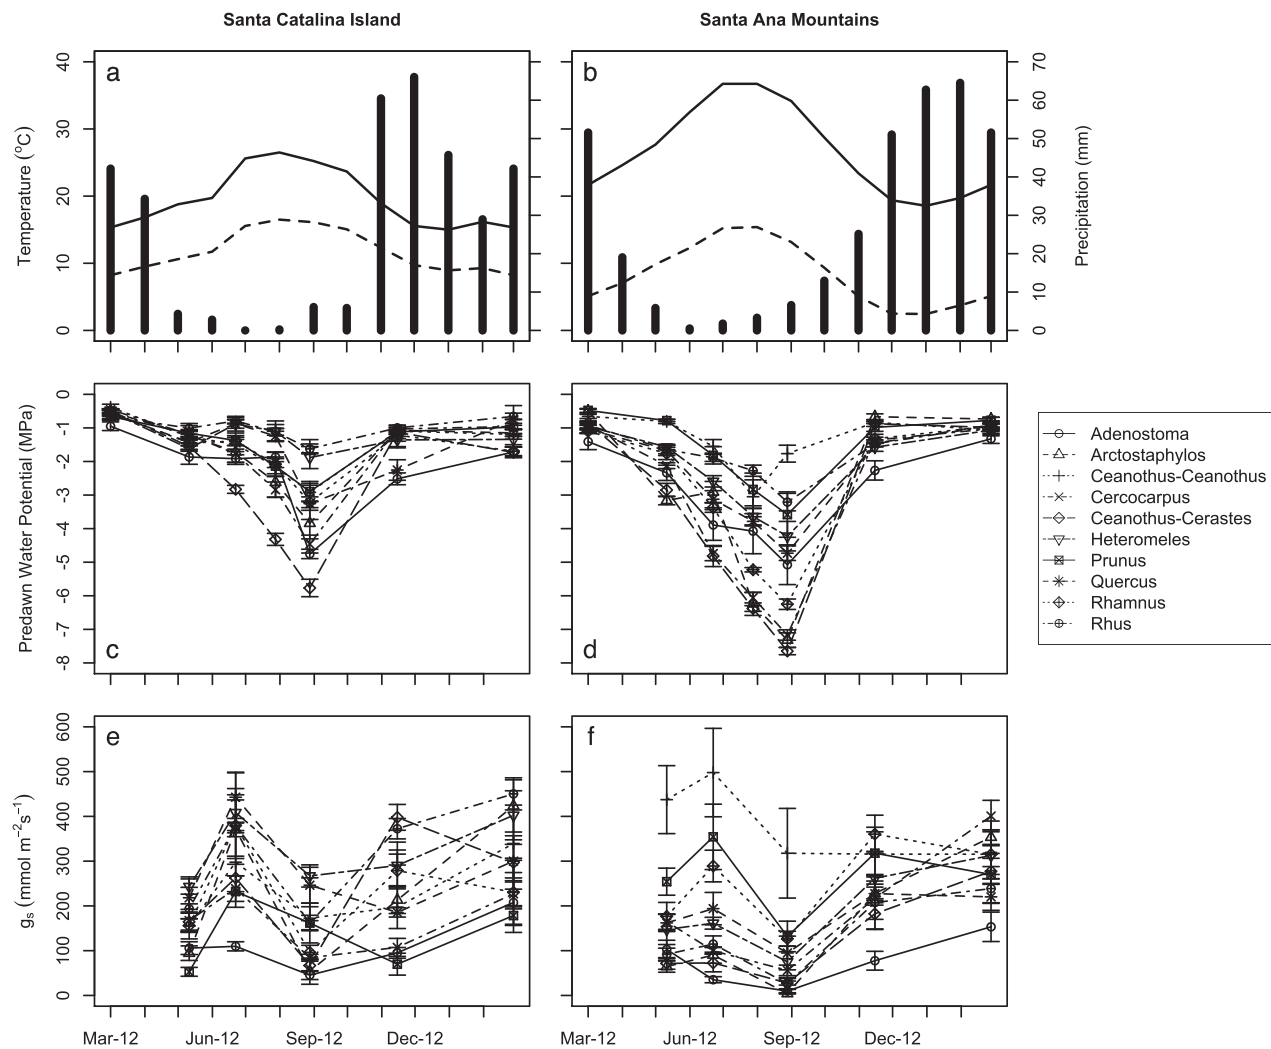 Santa Catalina Island
Santa Ana Mountains
a
b
40
30
20
10
0
Temperature (°C)
70
60
50
40
30
20
10
0
Precipitation (mm)
c
d
0
-1
-2
-3
-4
-5
-6
-7
-8
Predawn Water Potential (MPa)
Adenostoma
Arctostaphylos
Ceanothus-Ceanothus
Cercocarpus
Ceanothus-Cerastes
Heteromeles
Prunus
Quercus
Rhamnus
Rhus
e
f
600
500
400
300
200
100
0
gs (mmol m−2s−1)
Mar-12 Jun-12 Sep-12 Dec-12
Mar-12 Jun-12 Sep-12 Dec-12